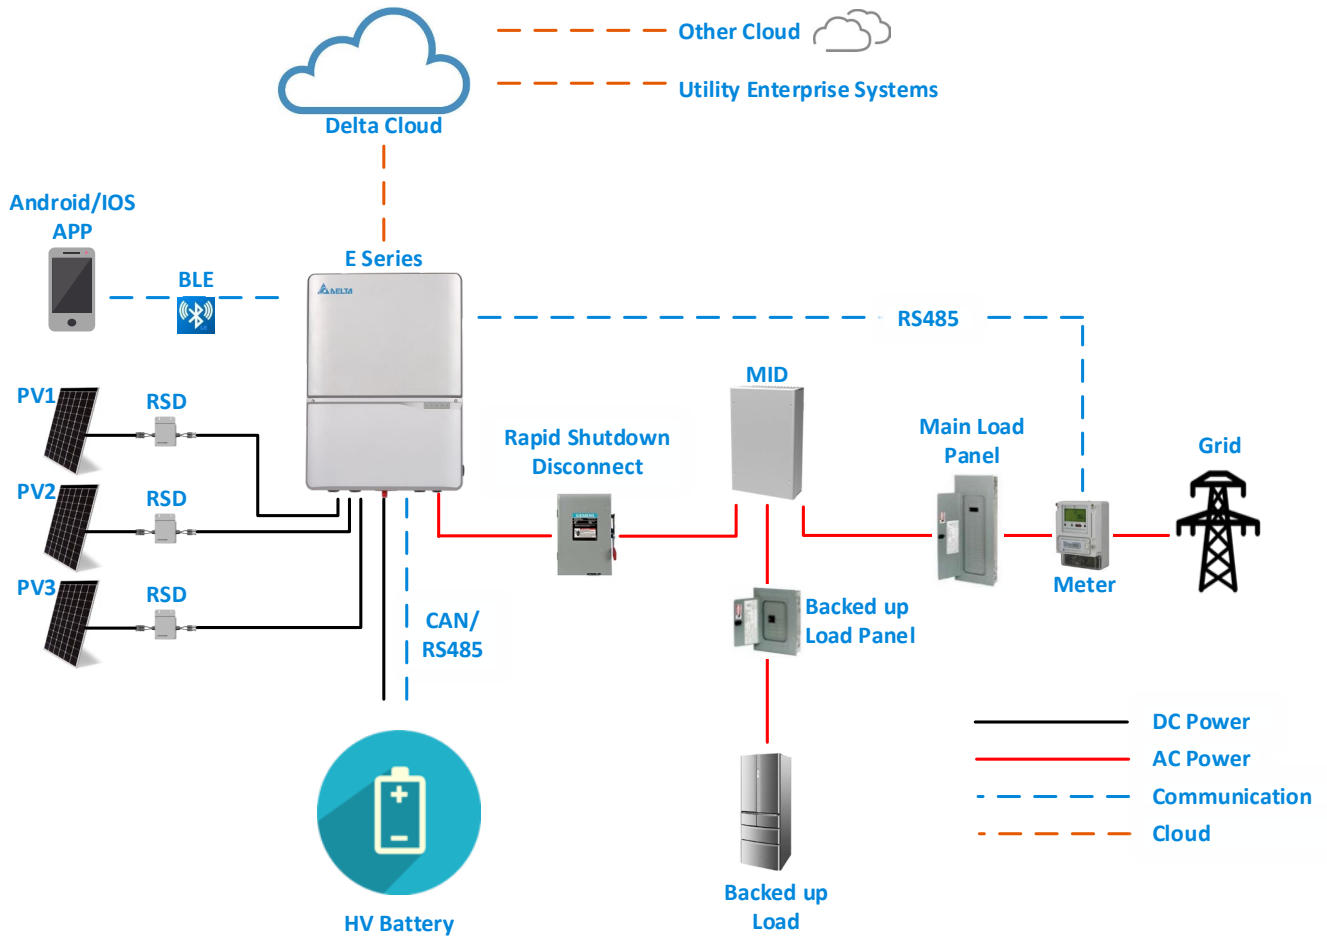 Other Cloud
Utility Enterprise Systems
Delta Cloud
Android/IOS
APP
E Series
BLE
DELTA
RS485
MID
PV1
RSD
Rapid Shutdown
Disconnect
Main Load
Panel
Grid
PV2
RSD
SIEMENS
PV3
RSD
Meter
CAN/
RS485
Backed up
Load Panel
DC Power
AC Power
Communication
Cloud
Backed up
Load
HV Battery